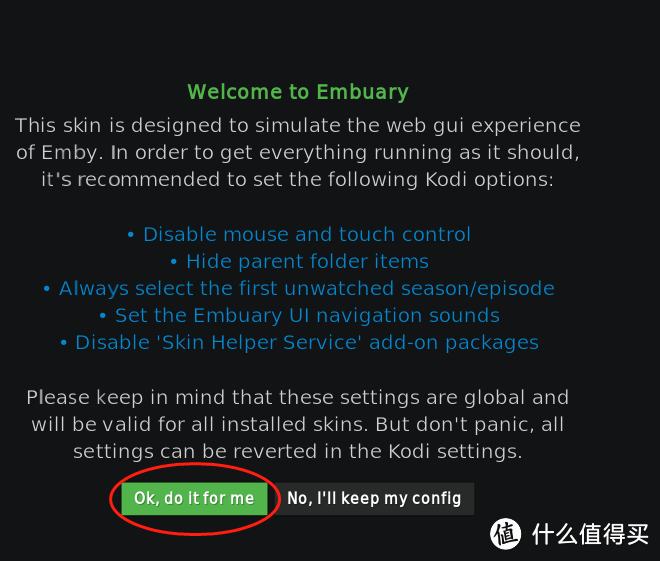 Welcome to Embuary
This skin is designed to simulate the web gui experience
of Emby. In order to get everything running as it should,
it's recommended to set the following Kodi options:
• Disable mouse and touch control
• Hide parent folder items
• Always select the first unwatched season/episode
• Set the Embuary UI navigation sounds
• Disable 'Skin Helper Service' add-on packages
Please keep in mind that these settings are global and
will be valid for all installed skins. But don't panic, all
settings can be reverted in the Kodi settings.
Ok, do it for me No, I'll keep my config
值 什么值得买